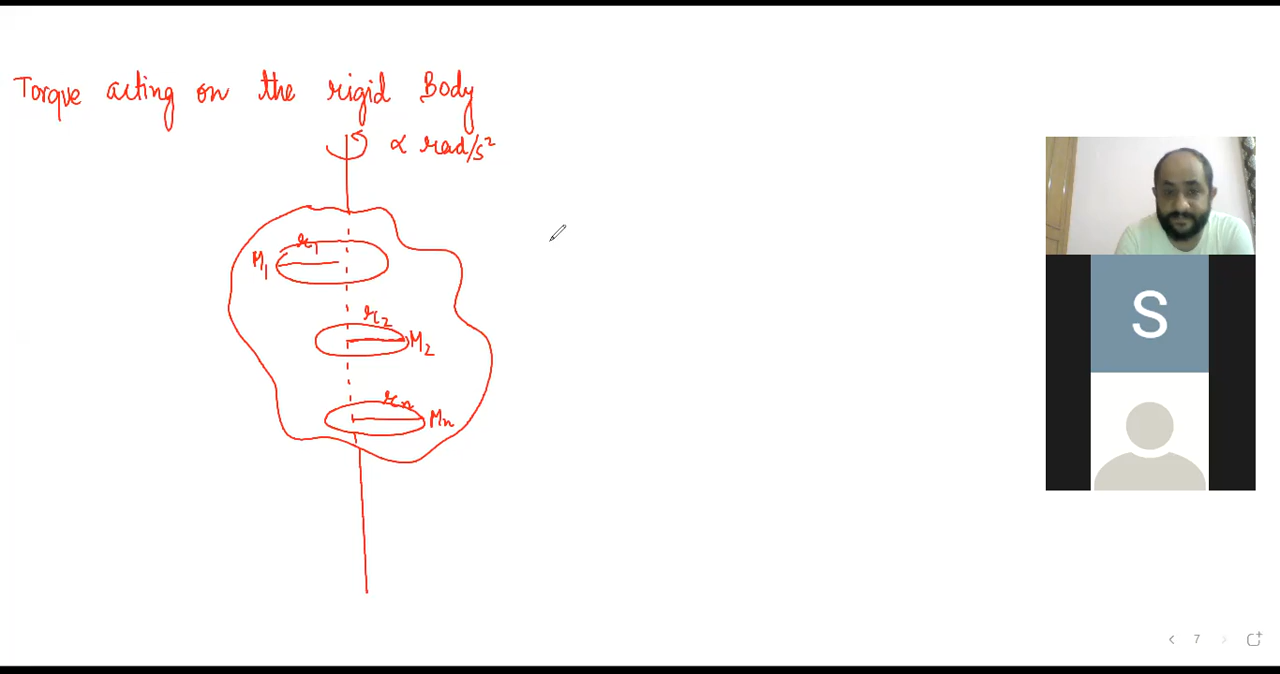 Torque acting on the rigid Body
α rad/s²
r₁
M₁
r₂
M₂
rₙ
Mₙ
S
7